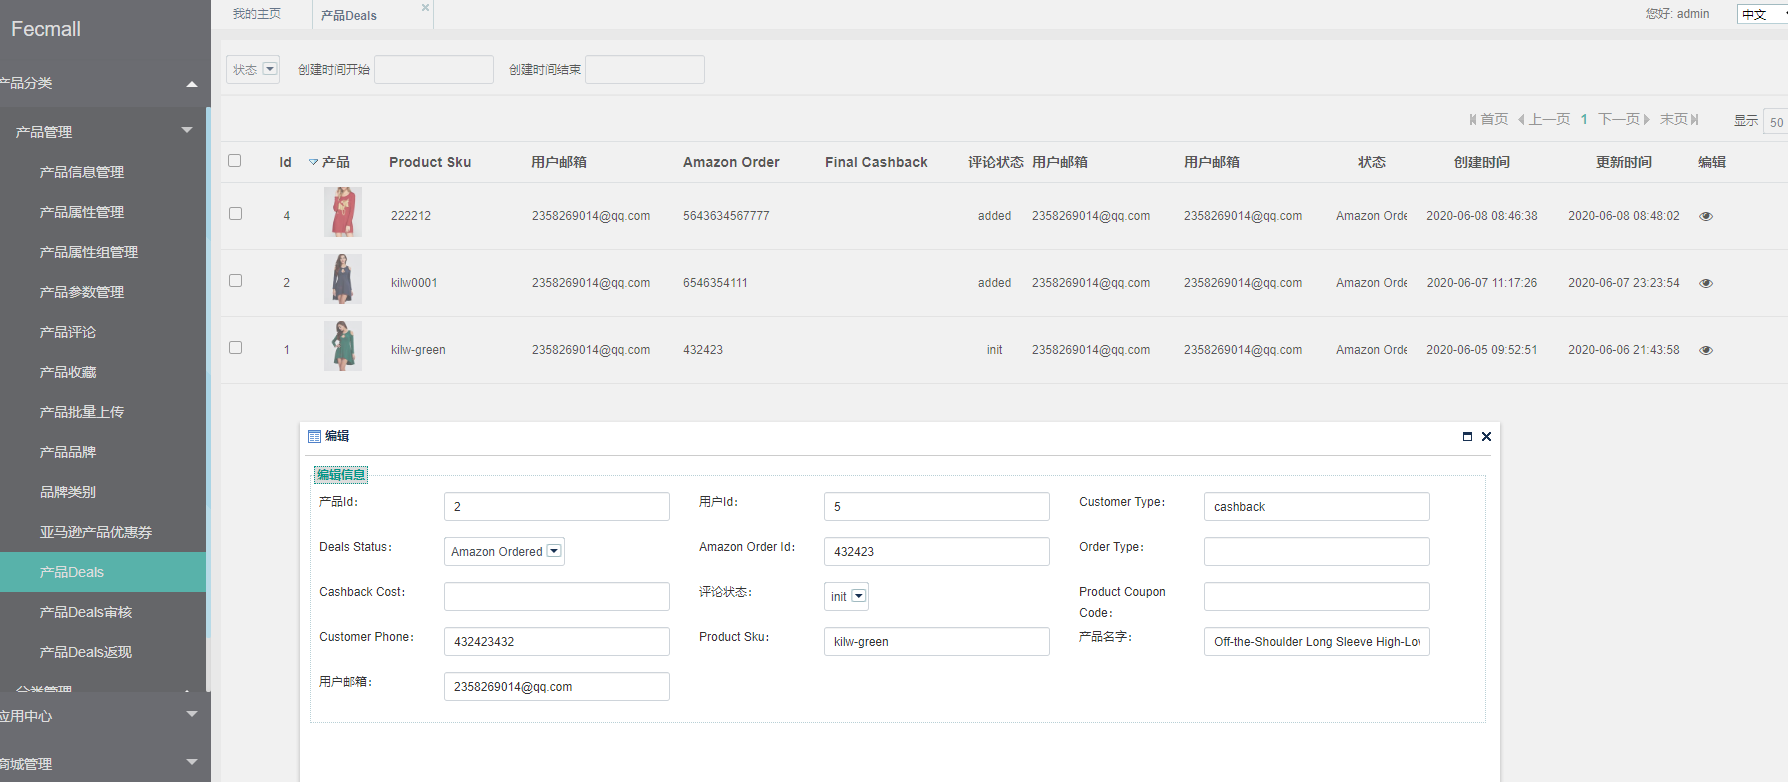 Fecmall
我的主页
产品Deals
您好: admin
中文
产品分类
产品管理
产品信息管理
产品属性管理
产品属性组管理
产品参数管理
产品评论
产品收藏
产品批量上传
产品品牌
品牌类别
亚马逊产品优惠券
产品Deals
产品Deals审核
产品Deals返现
分类管理
应用中心
商城管理
状态
创建时间开始
创建时间结束
首页 上一页 1 下一页 末页
显示 50
Id 产品 Product Sku 用户邮箱 Amazon Order Final Cashback 评论状态 用户邮箱 用户邮箱 状态 创建时间 更新时间 编辑
4 222212 2358269014@qq.com 5643634567777 added 2358269014@qq.com 2358269014@qq.com Amazon Orde 2020-06-08 08:46:38 2020-06-08 08:48:02
2 kilw0001 2358269014@qq.com 6546354111 added 2358269014@qq.com 2358269014@qq.com Amazon Orde 2020-06-07 11:17:26 2020-06-07 23:23:54
1 kilw-green 2358269014@qq.com 432423 init 2358269014@qq.com 2358269014@qq.com Amazon Orde 2020-06-05 09:52:51 2020-06-06 21:43:58
编辑
编辑信息
产品Id: 2 用户Id: 5 Customer Type: cashback
Deals Status: Amazon Ordered Amazon Order Id: 432423 Order Type:
Cashback Cost: 评论状态: init Product Coupon
Code:
Customer Phone: 432423432 Product Sku: kilw-green 产品名字: Off-the-Shoulder Long Sleeve High-Lov
用户邮箱: 2358269014@qq.com